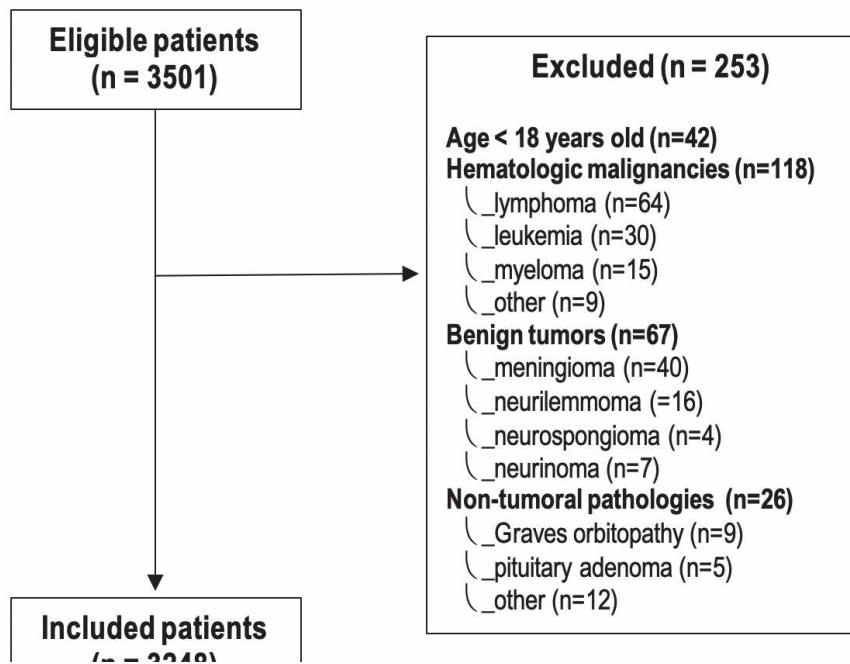 Eligible patients
(n = 3501)
Excluded (n = 253)
Age < 18 years old (n=42)
Hematologic malignancies (n=118)
_lymphoma (n=64)
_leukemia (n=30)
_myeloma (n=15)
_other (n=9)
Benign tumors (n=67)
_meningioma (n=40)
_neurilemmoma (=16)
_neurospongioma (n=4)
_neurinoma (n=7)
Non-tumoral pathologies (n=26)
_Graves orbitopathy (n=9)
_pituitary adenoma (n=5)
_other (n=12)
Included patients
(n = 3248)